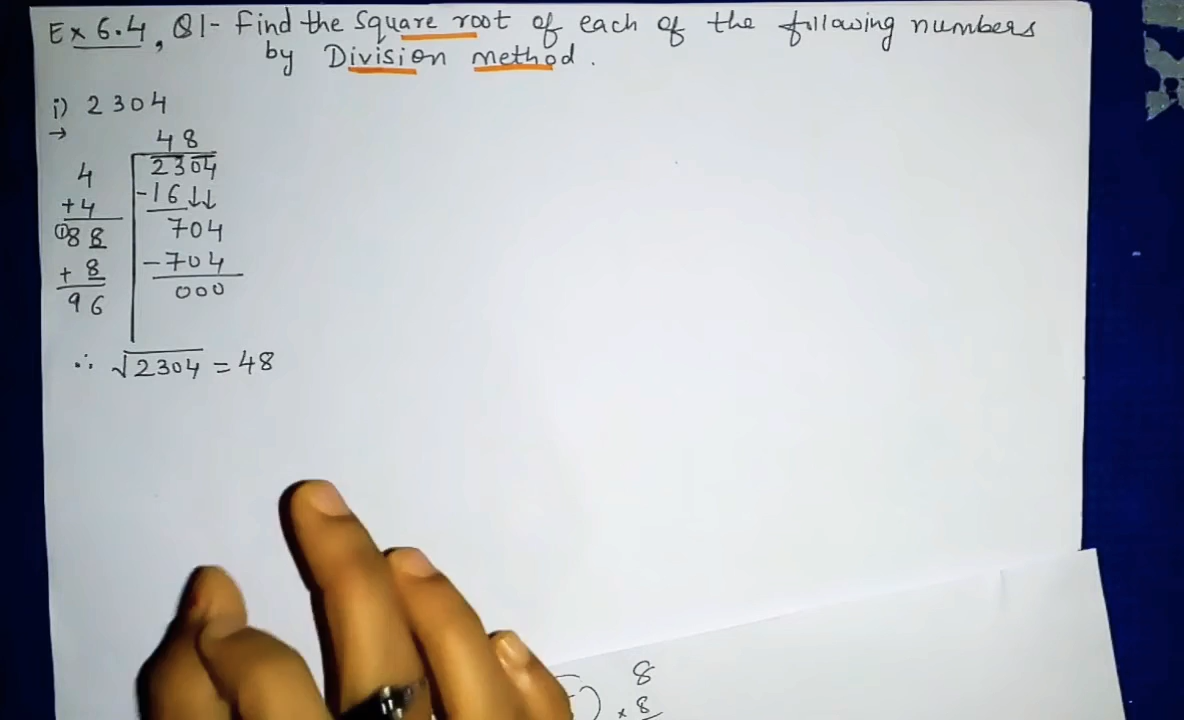 Ex 6.4, Q1- Find the Square root of each of the following numbers
by Division method.
i) 2304
→
48
4 2304
+4 -16↓↓
①88 704
+8 -704
96 000
∴ √2304 = 48
8
× 8